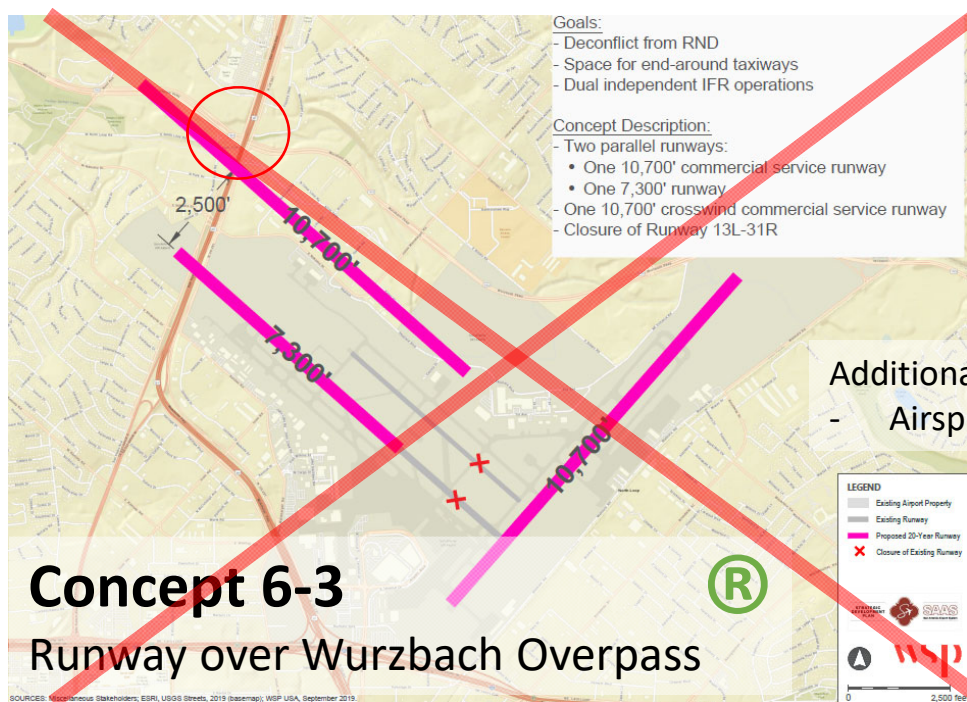 Goals:
- Deconflict from RND
- Space for end-around taxiways
- Dual independent IFR operations
Concept Description:
- Two parallel runways:
• One 10,700' commercial service runway
• One 7,300' runway
- One 10,700' crosswind commercial service runway
- Closure of Runway 13L-31R
2,500'
10,700'
7,300'
10,700'
Additiona
- Airsp
LEGEND
Existing Airport Property
Existing Runway
Proposed 20-Year Runway
Closure of Existing Runway
Concept 6-3
®
Runway over Wurzbach Overpass
STRATEGIC
DEVELOPMENT
PLAN
SAAS
wsp
0 2,500 feet
SOURCES: Miscellaneous Stakeholders; ESRI, USGS Streets, 2019 (basemap); WSP USA, September 2019.